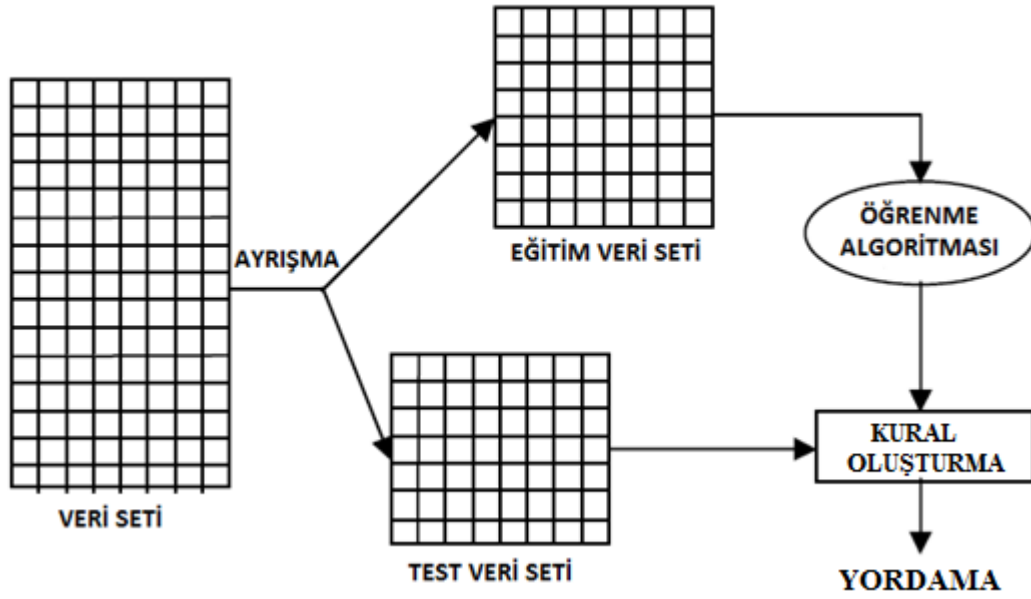 VERİ SETİ
AYRIŞMA
EĞİTİM VERİ SETİ
TEST VERİ SETİ
ÖĞRENME
ALGORİTMASI
KURAL
OLUŞTURMA
YORDAMA